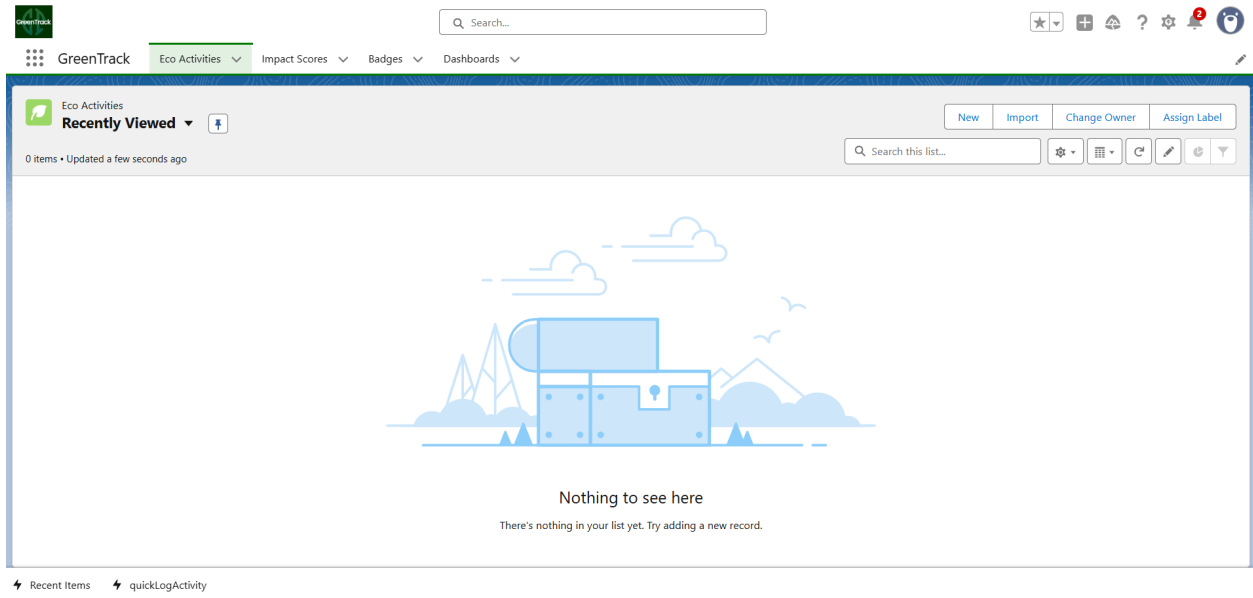 GreenTrack
Search...
2
GreenTrack
Eco Activities
Impact Scores
Badges
Dashboards
Eco Activities
Recently Viewed
New
Import
Change Owner
Assign Label
0 items • Updated a few seconds ago
Search this list...
Nothing to see here
There's nothing in your list yet. Try adding a new record.
Recent Items
quickLogActivity